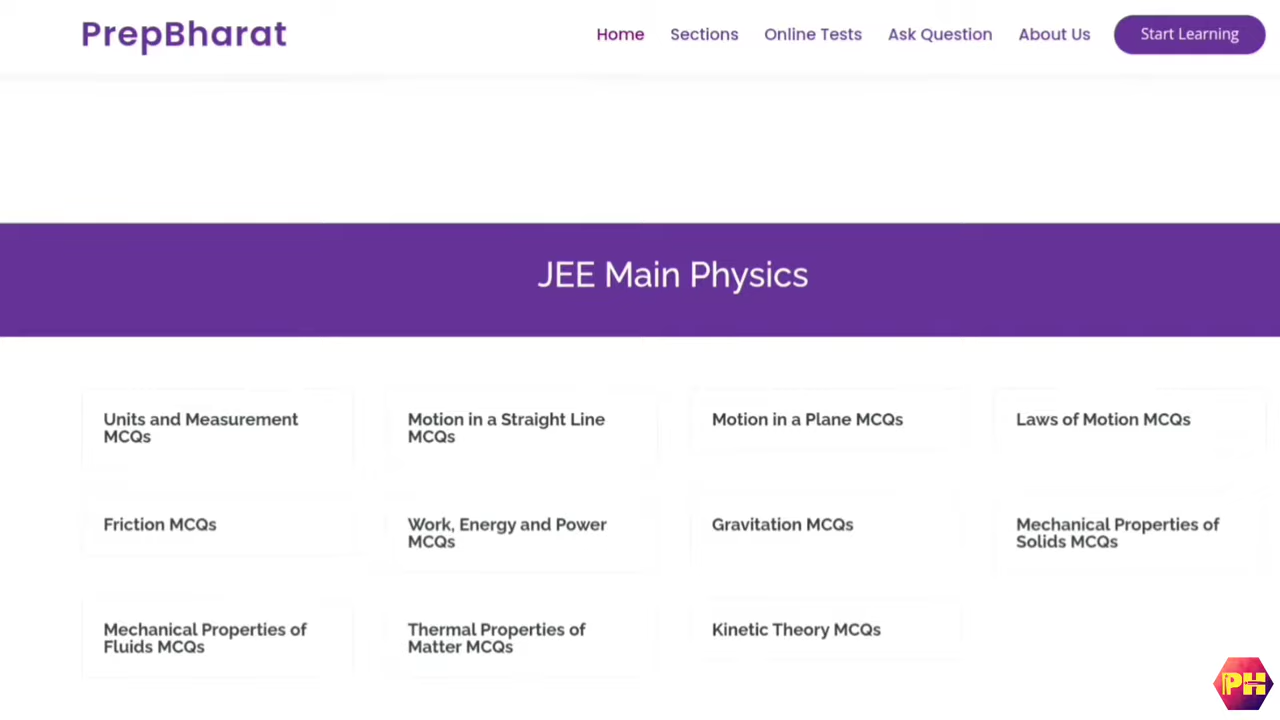 PrepBharat
Home Sections Online Tests Ask Question About Us Start Learning
JEE Main Physics
Units and Measurement
MCQs
Motion in a Straight Line
MCQs
Motion in a Plane MCQs
Laws of Motion MCQs
Friction MCQs
Work, Energy and Power
MCQs
Gravitation MCQs
Mechanical Properties of
Solids MCQs
Mechanical Properties of
Fluids MCQs
Thermal Properties of
Matter MCQs
Kinetic Theory MCQs
PH